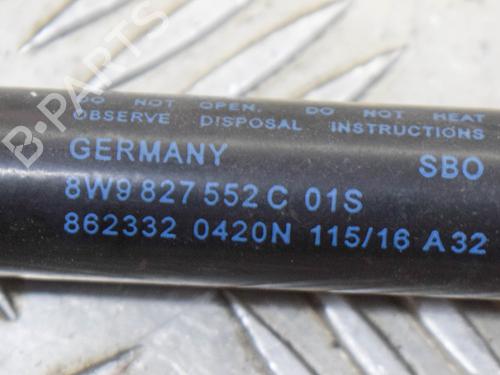 DO NOT OPEN. DO NOT HEAT
OBSERVE DISPOSAL INSTRUCTIONS
GERMANY SBO
8W9 827 552 C 01S
862332 0420N 115/16 A32
B-PARTS